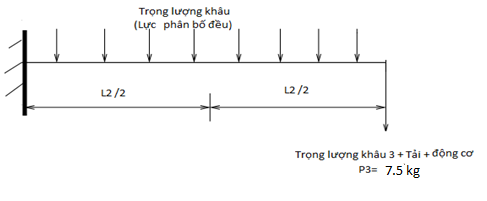 Trọng lượng khâu
(Lực phân bố đều)
L2 /2
L2 /2
Trọng lượng khâu 3 + Tải + động cơ
P3= 7.5 kg